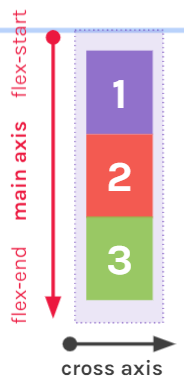 flex-start
main axis
flex-end
1
2
3
cross axis